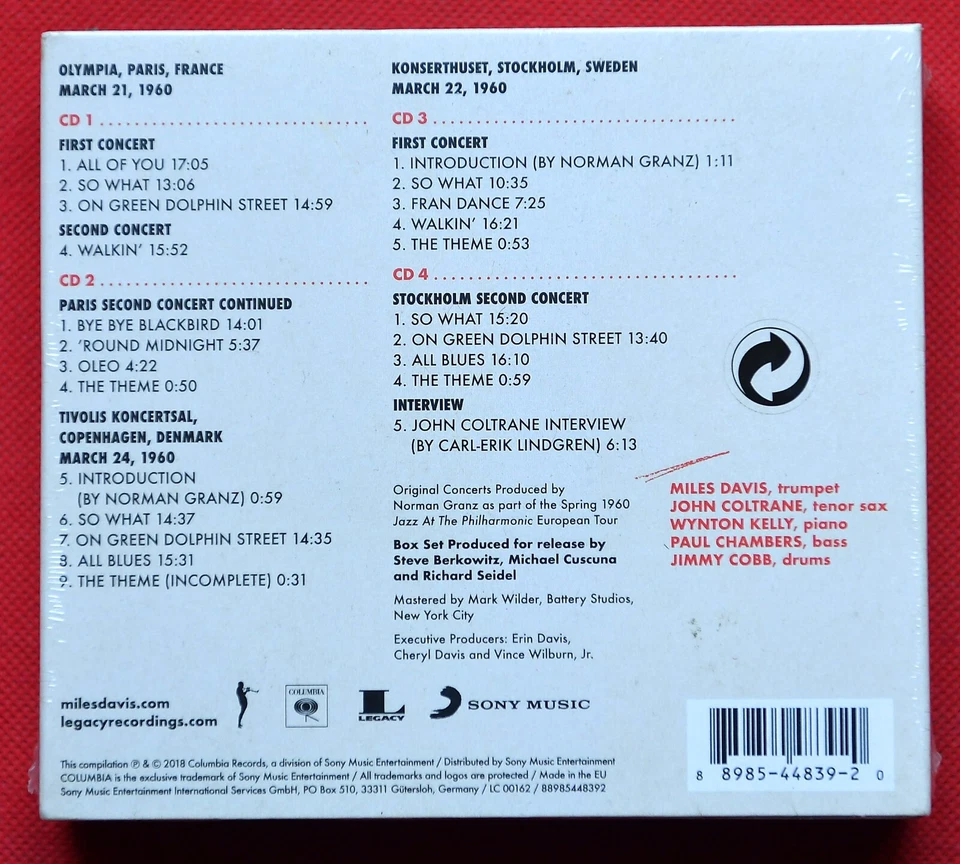 OLYMPIA, PARIS, FRANCE
MARCH 21, 1960
CD 1
FIRST CONCERT
1. ALL OF YOU 17:05
2. SO WHAT 13:06
3. ON GREEN DOLPHIN STREET 14:59
SECOND CONCERT
4. WALKIN' 15:52
CD 2
PARIS SECOND CONCERT CONTINUED
1. BYE BYE BLACKBIRD 14:01
2. 'ROUND MIDNIGHT 5:37
3. OLEO 4:22
4. THE THEME 0:50
TIVOLIS KONCERTSAL,
COPENHAGEN, DENMARK
MARCH 24, 1960
5. INTRODUCTION
(BY NORMAN GRANZ) 0:59
6. SO WHAT 14:37
7. ON GREEN DOLPHIN STREET 14:35
8. ALL BLUES 15:31
9. THE THEME (INCOMPLETE) 0:31
KONSERTHUSET, STOCKHOLM, SWEDEN
MARCH 22, 1960
CD 3
FIRST CONCERT
1. INTRODUCTION (BY NORMAN GRANZ) 1:11
2. SO WHAT 10:35
3. FRAN DANCE 7:25
4. WALKIN' 16:21
5. THE THEME 0:53
CD 4
STOCKHOLM SECOND CONCERT
1. SO WHAT 15:20
2. ON GREEN DOLPHIN STREET 13:40
3. ALL BLUES 16:10
4. THE THEME 0:59
INTERVIEW
5. JOHN COLTRANE INTERVIEW
(BY CARL-ERIK LINDGREN) 6:13
Original Concerts Produced by
Norman Granz as part of the Spring 1960
Jazz At The Philharmonic European Tour
Box Set Produced for release by
Steve Berkowitz, Michael Cuscuna
and Richard Seidel
Mastered by Mark Wilder, Battery Studios,
New York City
Executive Producers: Erin Davis,
Cheryl Davis and Vince Wilburn, Jr.
MILES DAVIS, trumpet
JOHN COLTRANE, tenor sax
WYNTON KELLY, piano
PAUL CHAMBERS, bass
JIMMY COBB, drums
milesdavis.com
legacyrecordings.com
COLUMBIA
L
LEGACY
SONY MUSIC
This compilation ℗ & © 2018 Columbia Records, a division of Sony Music Entertainment / Distributed by Sony Music Entertainment
COLUMBIA is the exclusive trademark of Sony Music Entertainment / All trademarks and logos are protected / Made in the EU
Sony Music Entertainment International Services GmbH, PO Box 510, 33311 Gütersloh, Germany / LC 00162 / 88985448392
8 8985-44839-2 0